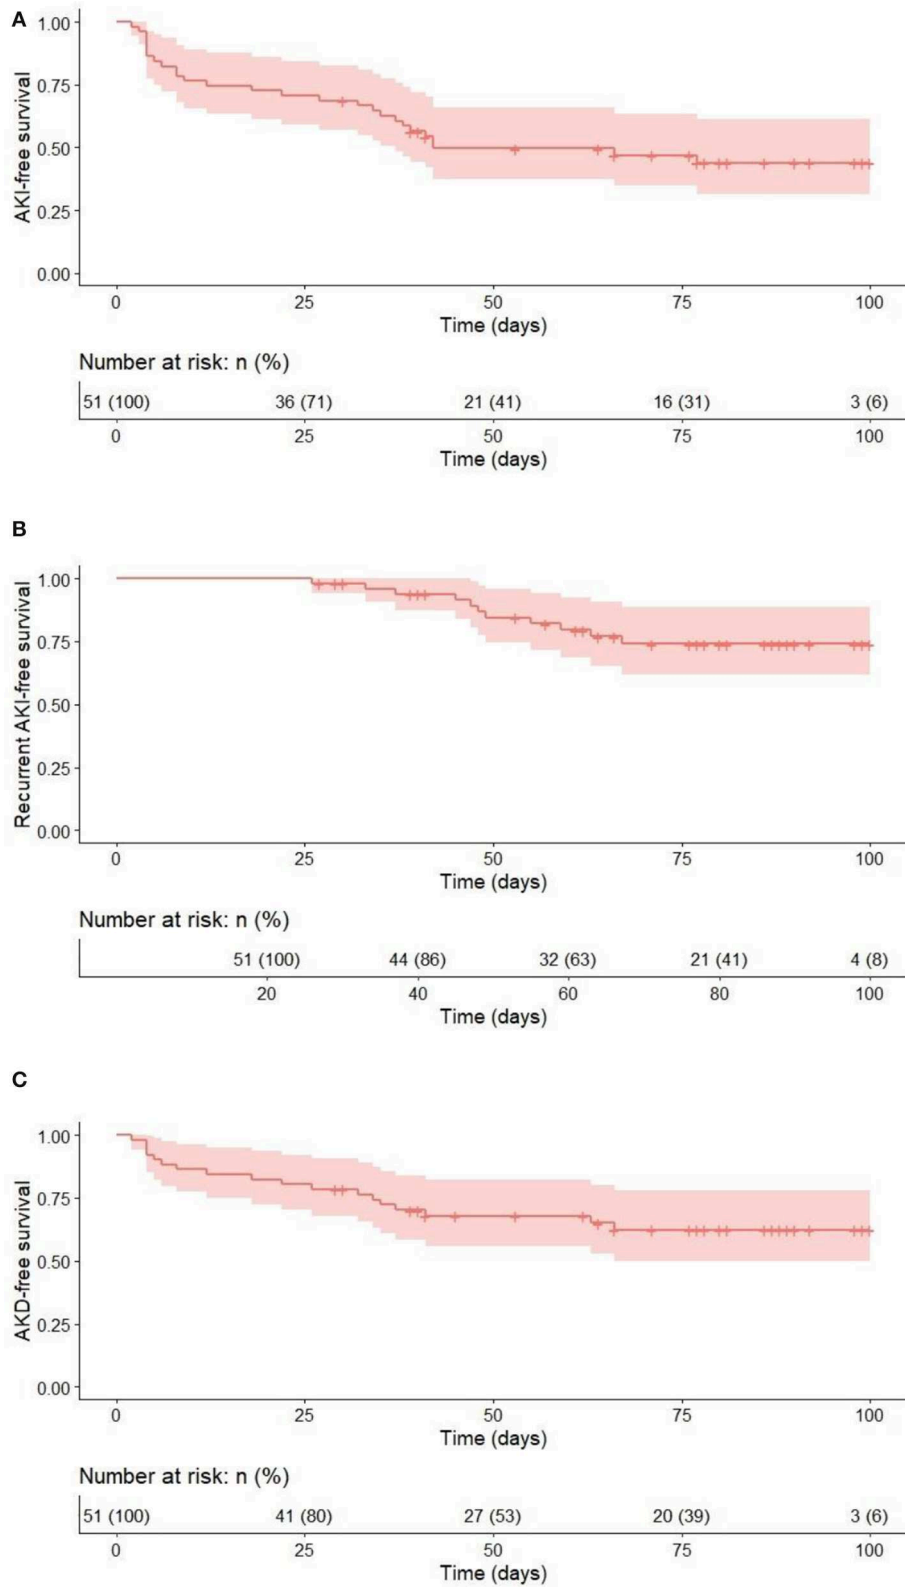 A
AKI-free survival
1.00
0.75
0.50
0.25
0.00
0 25 50 75 100
Time (days)
Number at risk: n (%)
51 (100) 36 (71) 21 (41) 16 (31) 3 (6)
0 25 50 75 100
Time (days)
B
Recurrent AKI-free survival
1.00
0.75
0.50
0.25
0.00
0 25 50 75 100
Time (days)
Number at risk: n (%)
51 (100) 44 (86) 32 (63) 21 (41) 4 (8)
20 40 60 80 100
Time (days)
C
AKD-free survival
1.00
0.75
0.50
0.25
0.00
0 25 50 75 100
Time (days)
Number at risk: n (%)
51 (100) 41 (80) 27 (53) 20 (39) 3 (6)
0 25 50 75 100
Time (days)